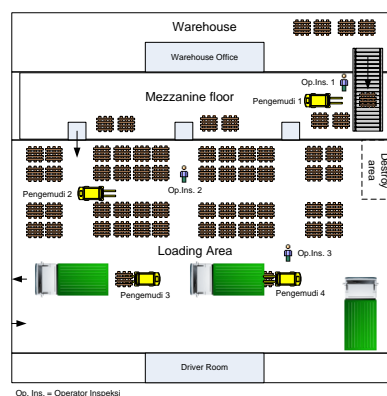 Warehouse
Warehouse Office
Op.Ins. 1
Mezzanine floor
Pengemudi 1
Destroy
area
Pengemudi 2
Op.Ins. 2
Loading Area
Op.Ins. 3
Pengemudi 3
Pengemudi 4
Driver Room
Op. Ins. = Operator Inspeksi